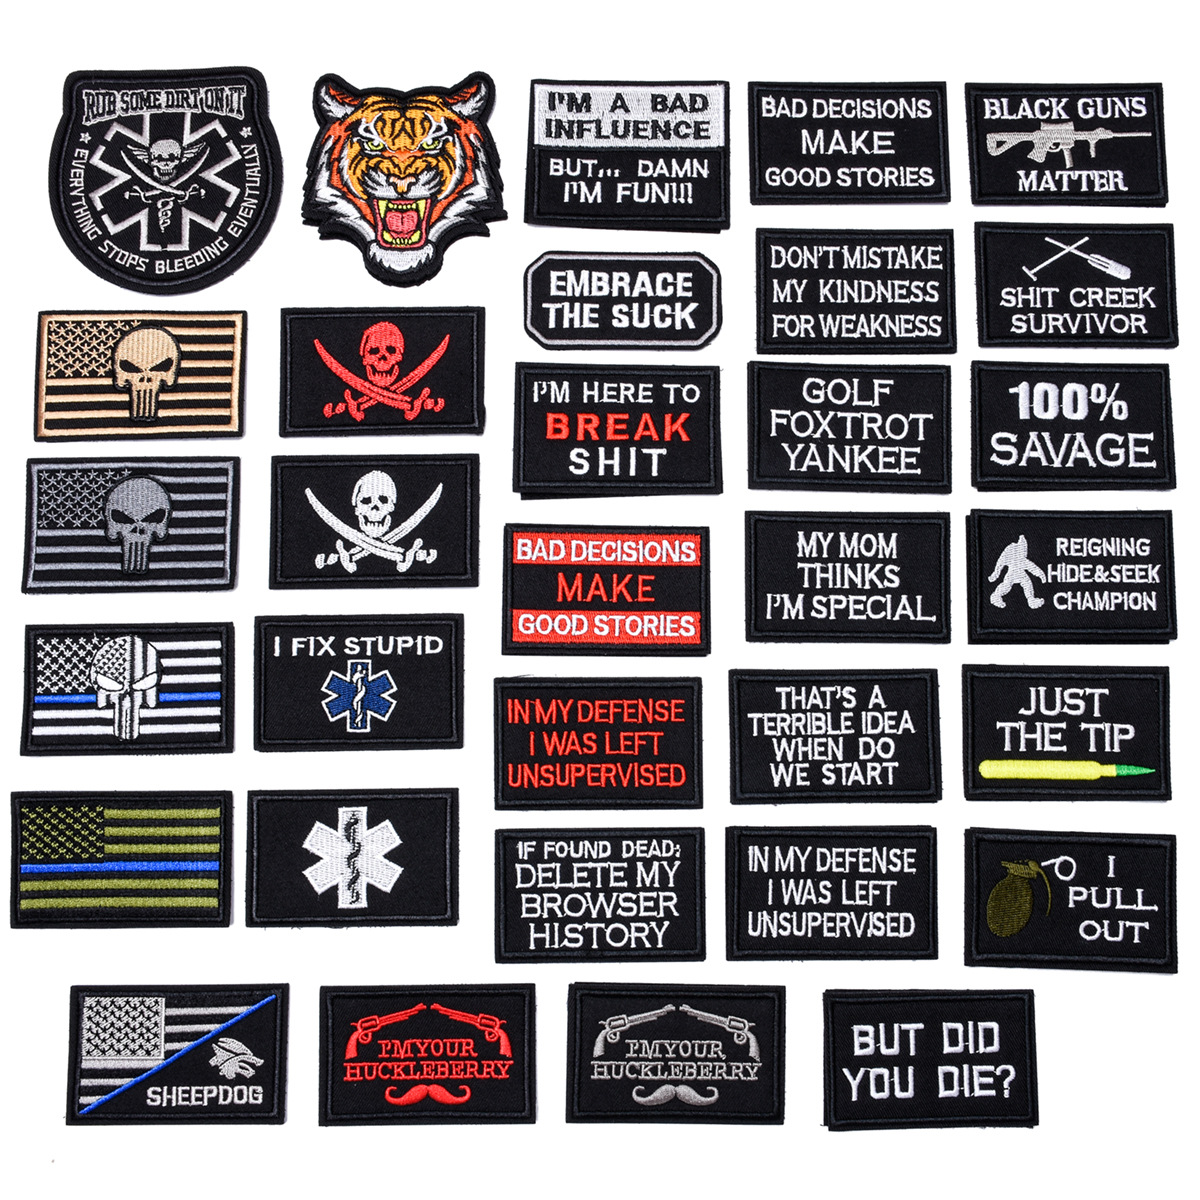 RUB SOME DIRT ON IT
EVERYTHING STOPS BLEEDING EVENTUALLY
I'M A BAD
INFLUENCE
BUT... DAMN
I'M FUN!!!
BAD DECISIONS
MAKE
GOOD STORIES
BLACK GUNS
MATTER
EMBRACE
THE SUCK
DON'T MISTAKE
MY KINDNESS
FOR WEAKNESS
SHIT CREEK
SURVIVOR
I'M HERE TO
BREAK
SHIT
GOLF
FOXTROT
YANKEE
100%
SAVAGE
BAD DECISIONS
MAKE
GOOD STORIES
MY MOM
THINKS
I'M SPECIAL
REIGNING
HIDE&SEEK
CHAMPION
I FIX STUPID
IN MY DEFENSE
I WAS LEFT
UNSUPERVISED
THAT'S A
TERRIBLE IDEA
WHEN DO
WE START
JUST
THE TIP
IF FOUND DEAD;
DELETE MY
BROWSER
HISTORY
IN MY DEFENSE
I WAS LEFT
UNSUPERVISED
I
PULL
OUT
SHEEPDOG
I'M YOUR
HUCKLEBERRY
I'M YOUR
HUCKLEBERRY
BUT DID
YOU DIE?